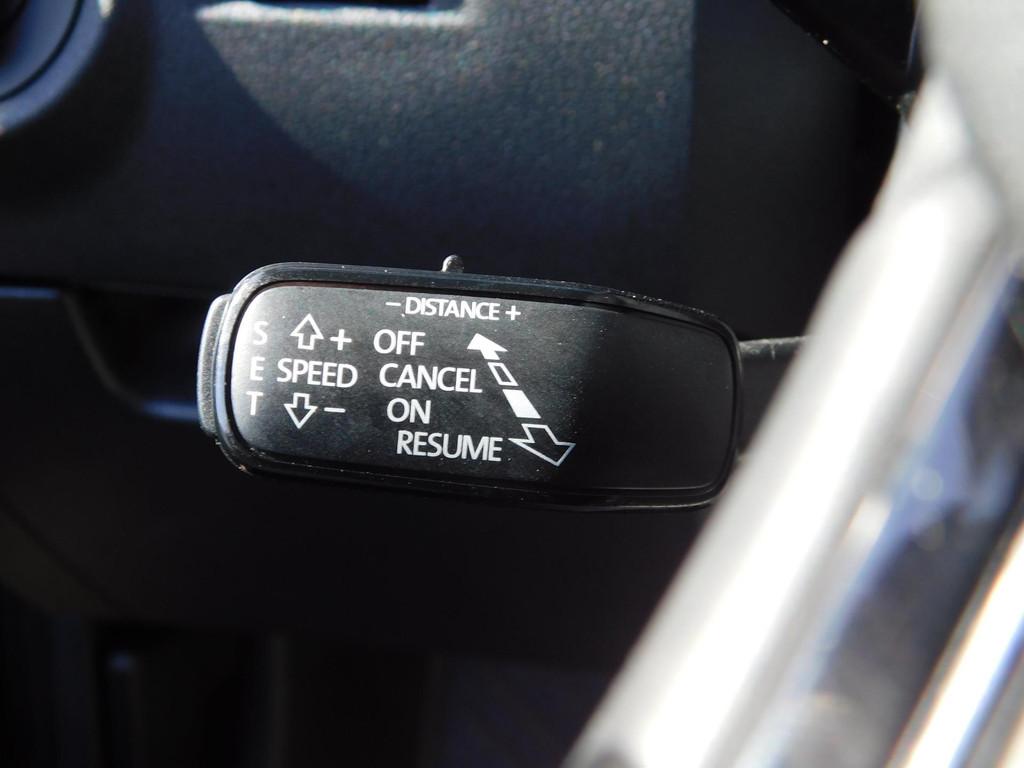 - DISTANCE +
S + OFF
E SPEED CANCEL
T - ON
RESUME